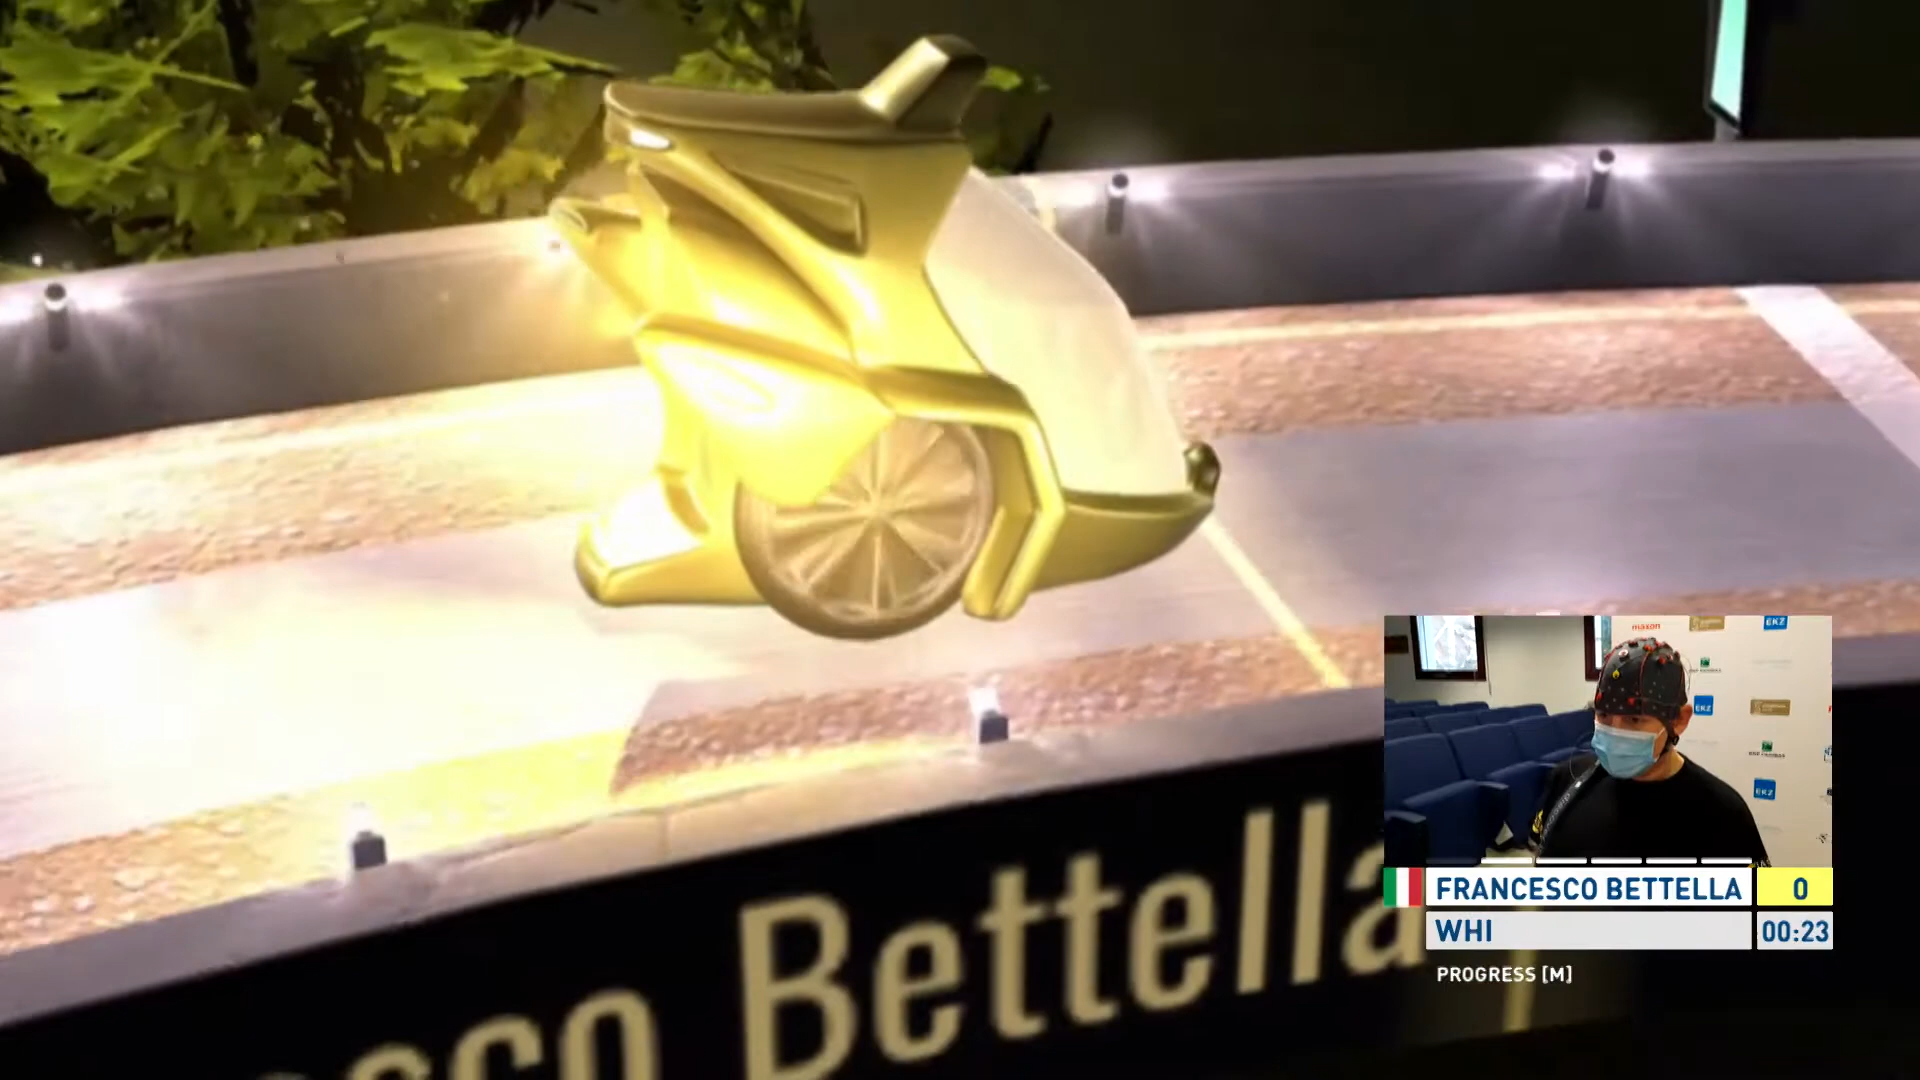 maxon
EKZ
EKZ
EKZ
FRANCESCO BETTELLA 0
WHI 00:23
PROGRESS [M]
Bettella